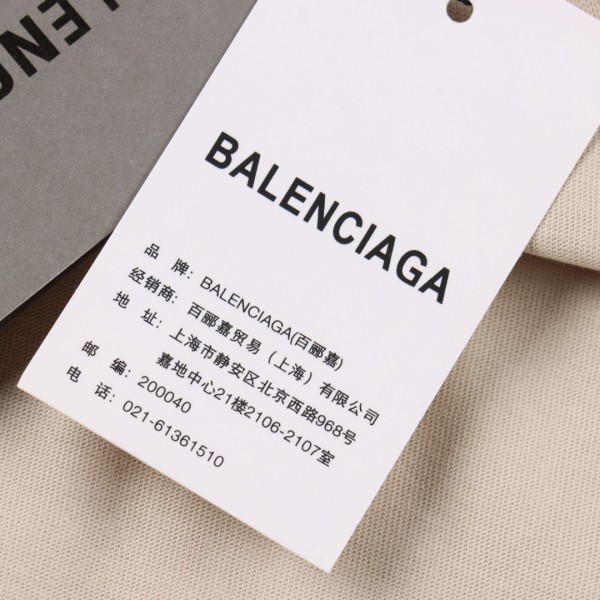 LENC
BALENCIAGA
品 牌: BALENCIAGA(百郦嘉)
经销商: 百郦嘉贸易（上海）有限公司
地 址: 上海市静安区北京西路968号
嘉地中心21楼2106-2107室
邮 编: 200040
电 话: 021-61361510